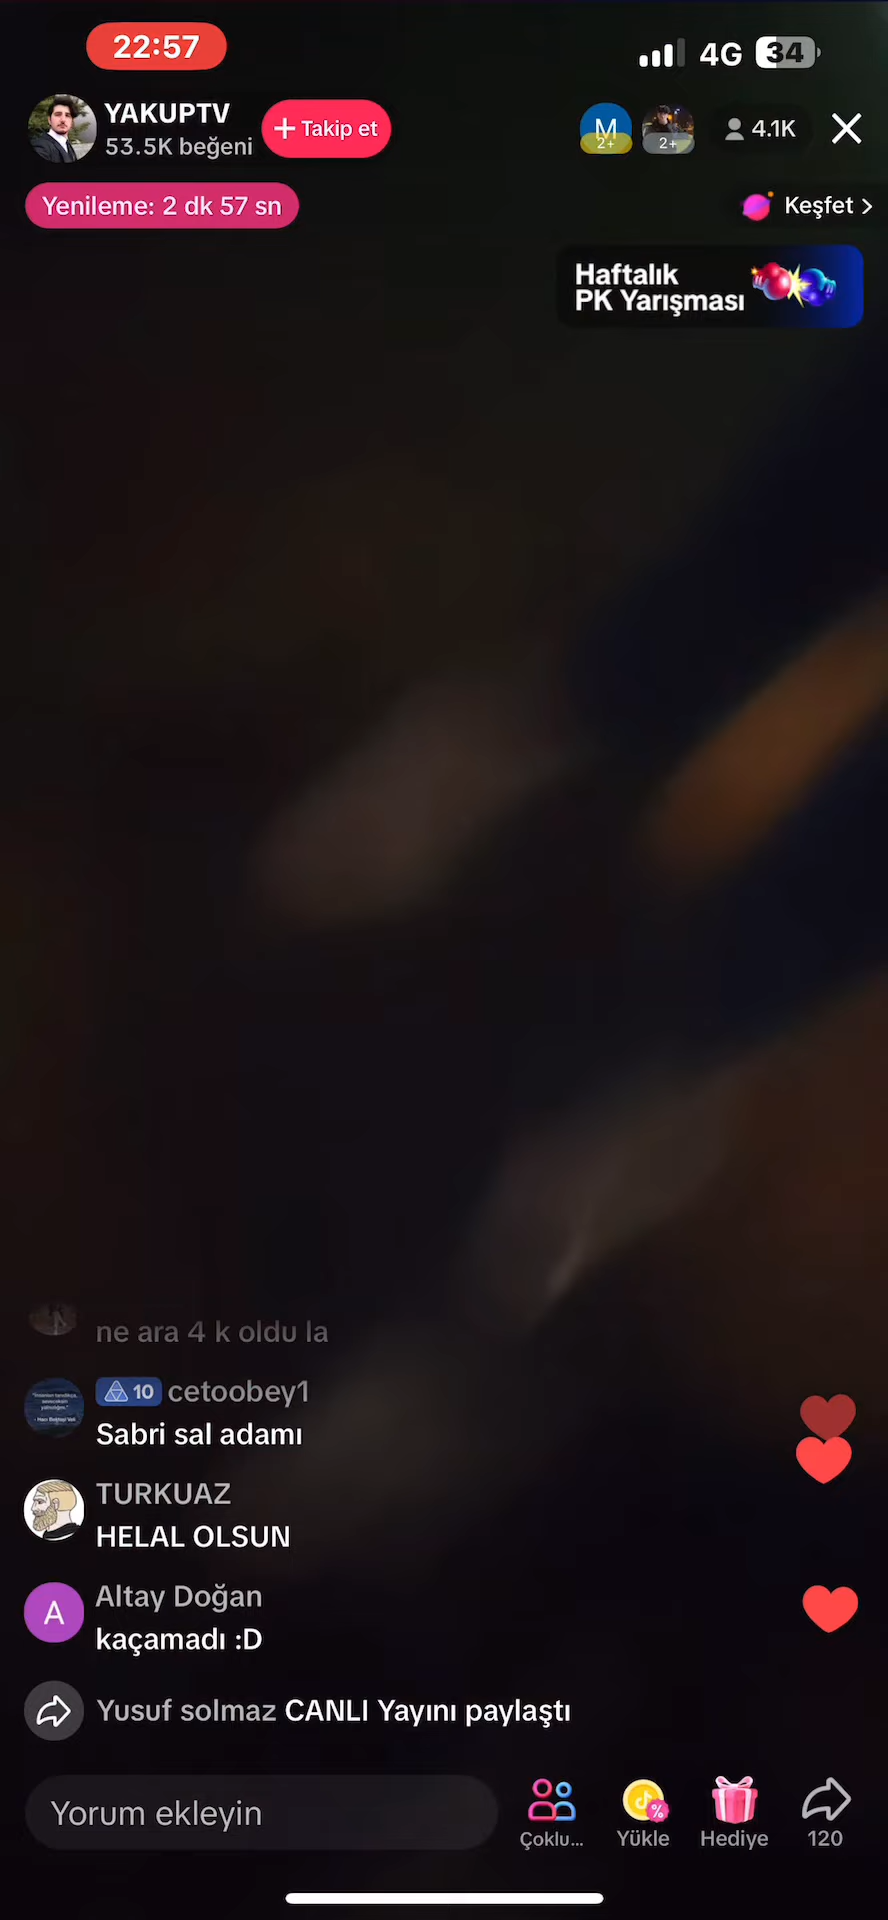 22:57
4G 34
YAKUPTV
53.5K beğeni
+ Takip et
M
2+
2+
4.1K
Yenileme: 2 dk 57 sn
Keşfet >
Haftalık
PK Yarışması
ne ara 4 k oldu la
10 cetoobey1
Sabri sal adamı
TURKUAZ
HELAL OLSUN
A
Altay Doğan
kaçamadı :D
Yusuf solmaz CANLI Yayını paylaştı
Yorum ekleyin
Çoklu...
Yükle
Hediye
120